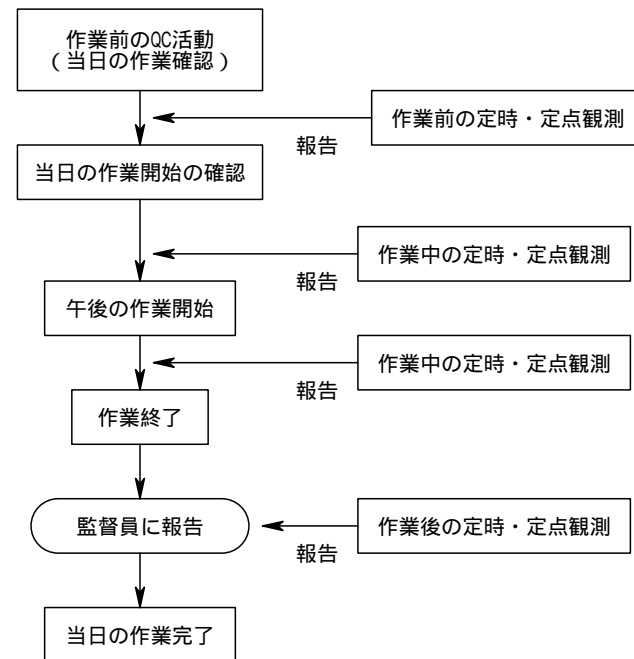 作業前のQC活動
(当日の作業確認)
作業前の定時・定点観測
報告
当日の作業開始の確認
作業中の定時・定点観測
報告
午後の作業開始
作業中の定時・定点観測
報告
作業終了
監督員に報告
作業後の定時・定点観測
報告
当日の作業完了